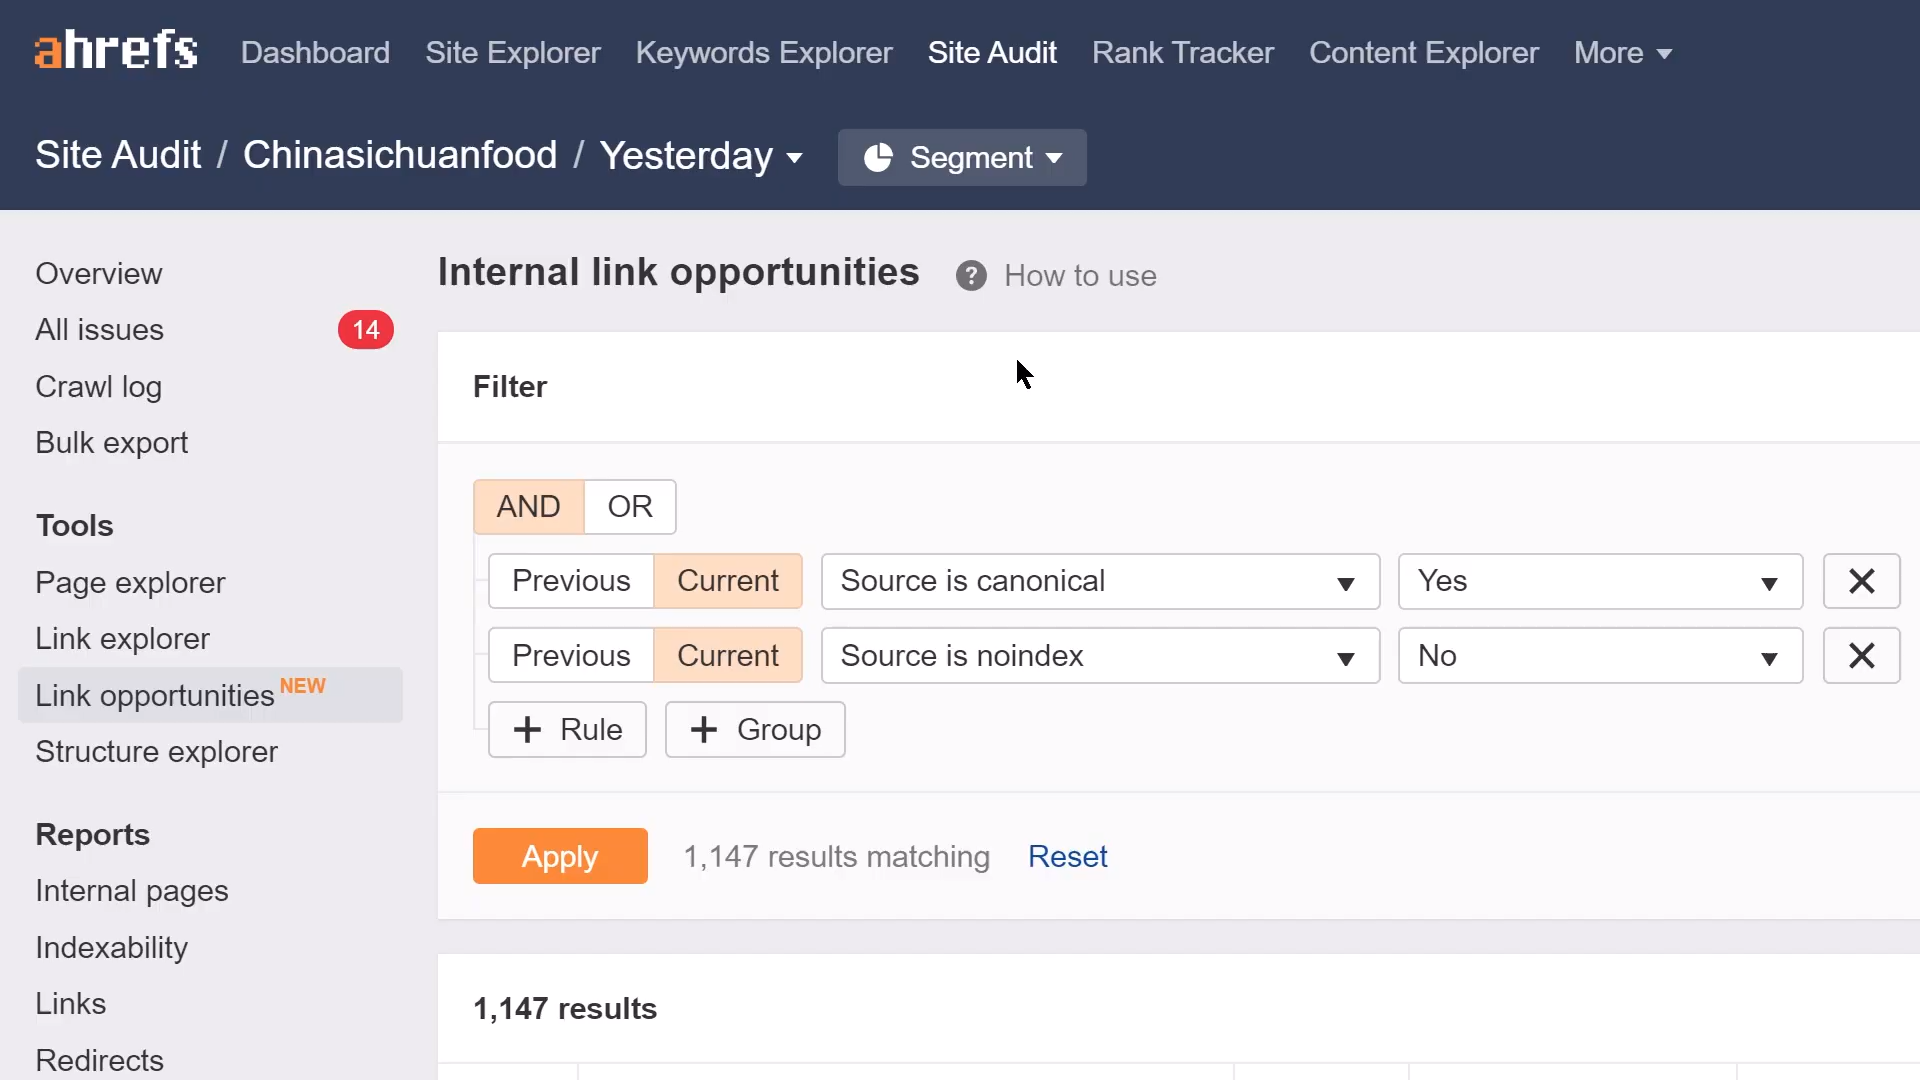 ahrefs Dashboard Site Explorer Keywords Explorer Site Audit Rank Tracker Content Explorer More
Site Audit / Chinasichuanfood / Yesterday Segment
Overview
All issues 14
Crawl log
Bulk export
Tools
Page explorer
Link explorer
Link opportunities NEW
Structure explorer
Reports
Internal pages
Indexability
Links
Redirects
Internal link opportunities ? How to use
Filter
AND OR
Previous Current Source is canonical Yes
Previous Current Source is noindex No
+ Rule + Group
Apply 1,147 results matching Reset
1,147 results